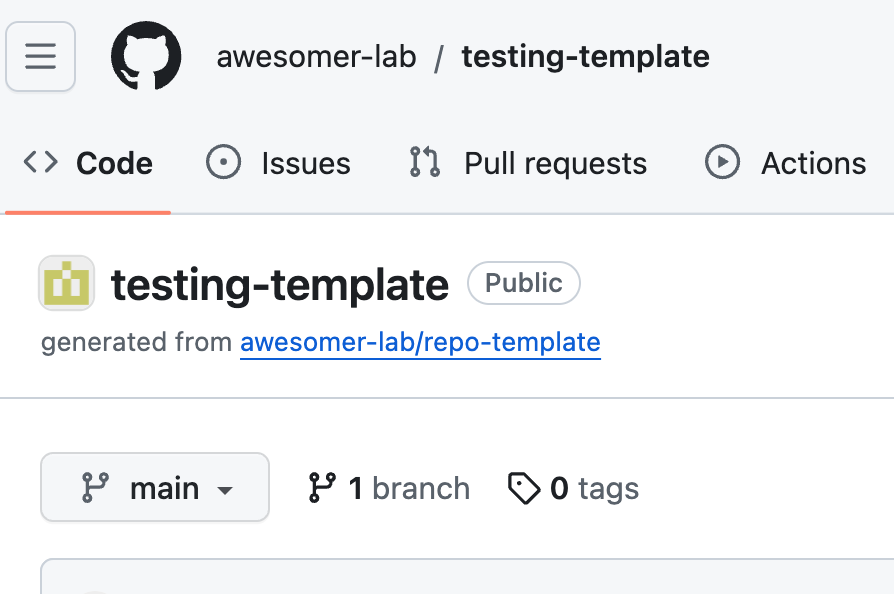 awesomer-lab / testing-template
Code Issues Pull requests Actions
testing-template Public
generated from awesomer-lab/repo-template
main 1 branch 0 tags